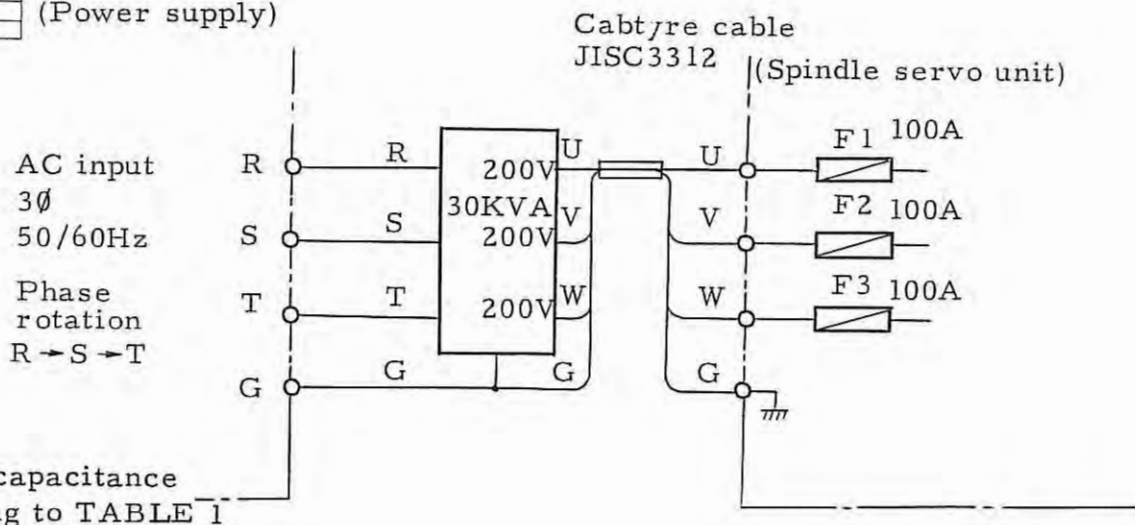 (Power supply)
Cabtyre cable
JISC3312
(Spindle servo unit)
AC input
3Ø
50/60Hz
Phase
rotation
R→S→T
R
S
T
G
R
S
T
G
200V
30KVA
200V
200V
U
V
W
G
U
V
W
G
F1 100A
F2 100A
F3 100A
capacitance
to TABLE 1